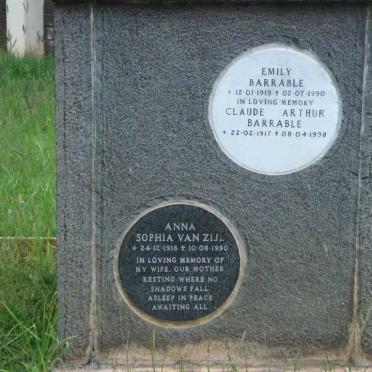 EMILY
BARRABLE
+ 12·01·1919 ✝ 02·07·1990
IN LOVING MEMORY
CLAUDE ARTHUR
BARRABLE
+ 22·02·1917 ✝ 08·04·1998
ANNA
SOPHIA VAN ZIJL
+ 24·12·1918 ✝ 10·08·1990
IN LOVING MEMORY OF
MY WIFE, OUR MOTHER
RESTING WHERE NO
SHADOWS FALL
ASLEEP IN PEACE
AWAITING ALL